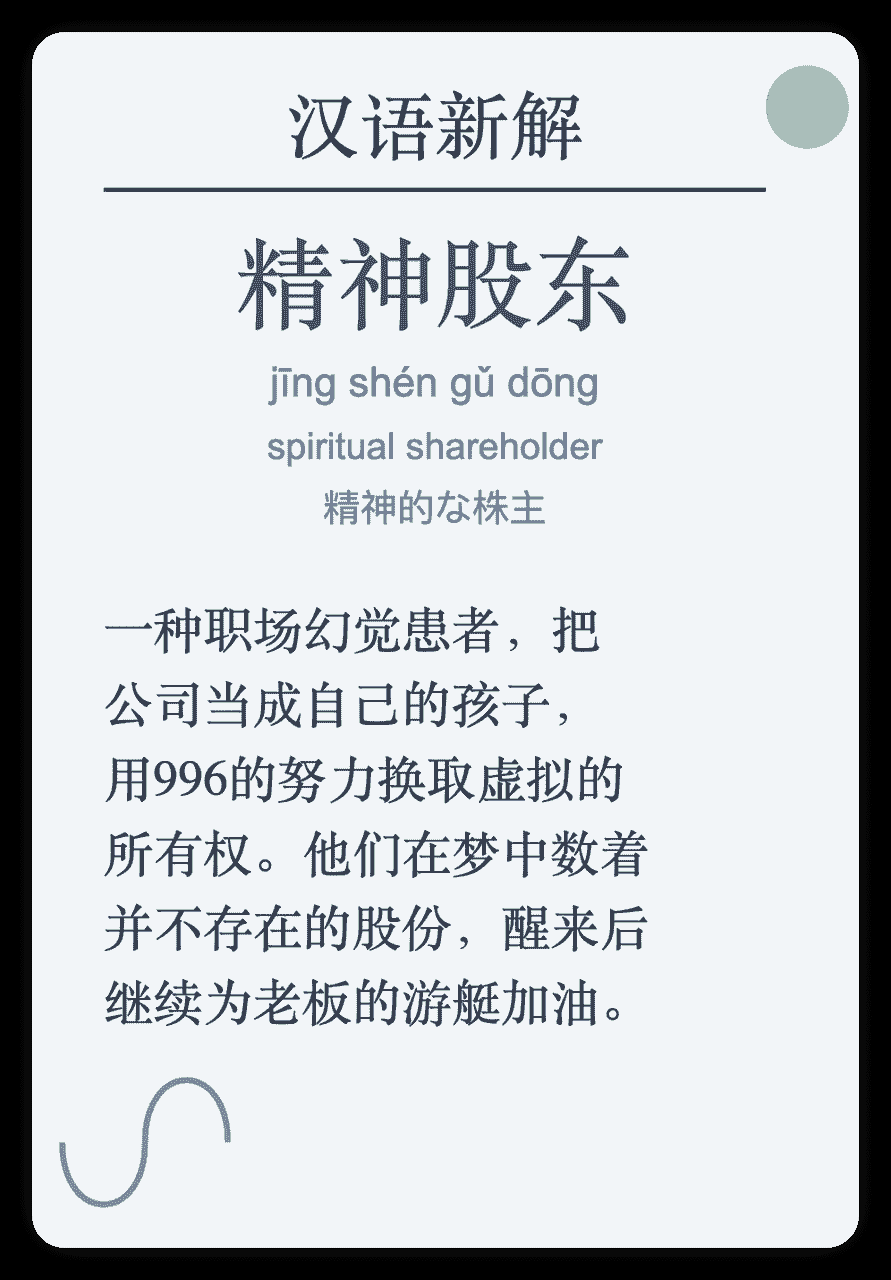 汉语新解
精神股东
jīng shén gǔ dōng
spiritual shareholder
精神的な株主
一种职场幻觉患者，把
公司当成自己的孩子，
用996的努力换取虚拟的
所有权。他们在梦中数着
并不存在的股份，醒来后
继续为老板的游艇加油。